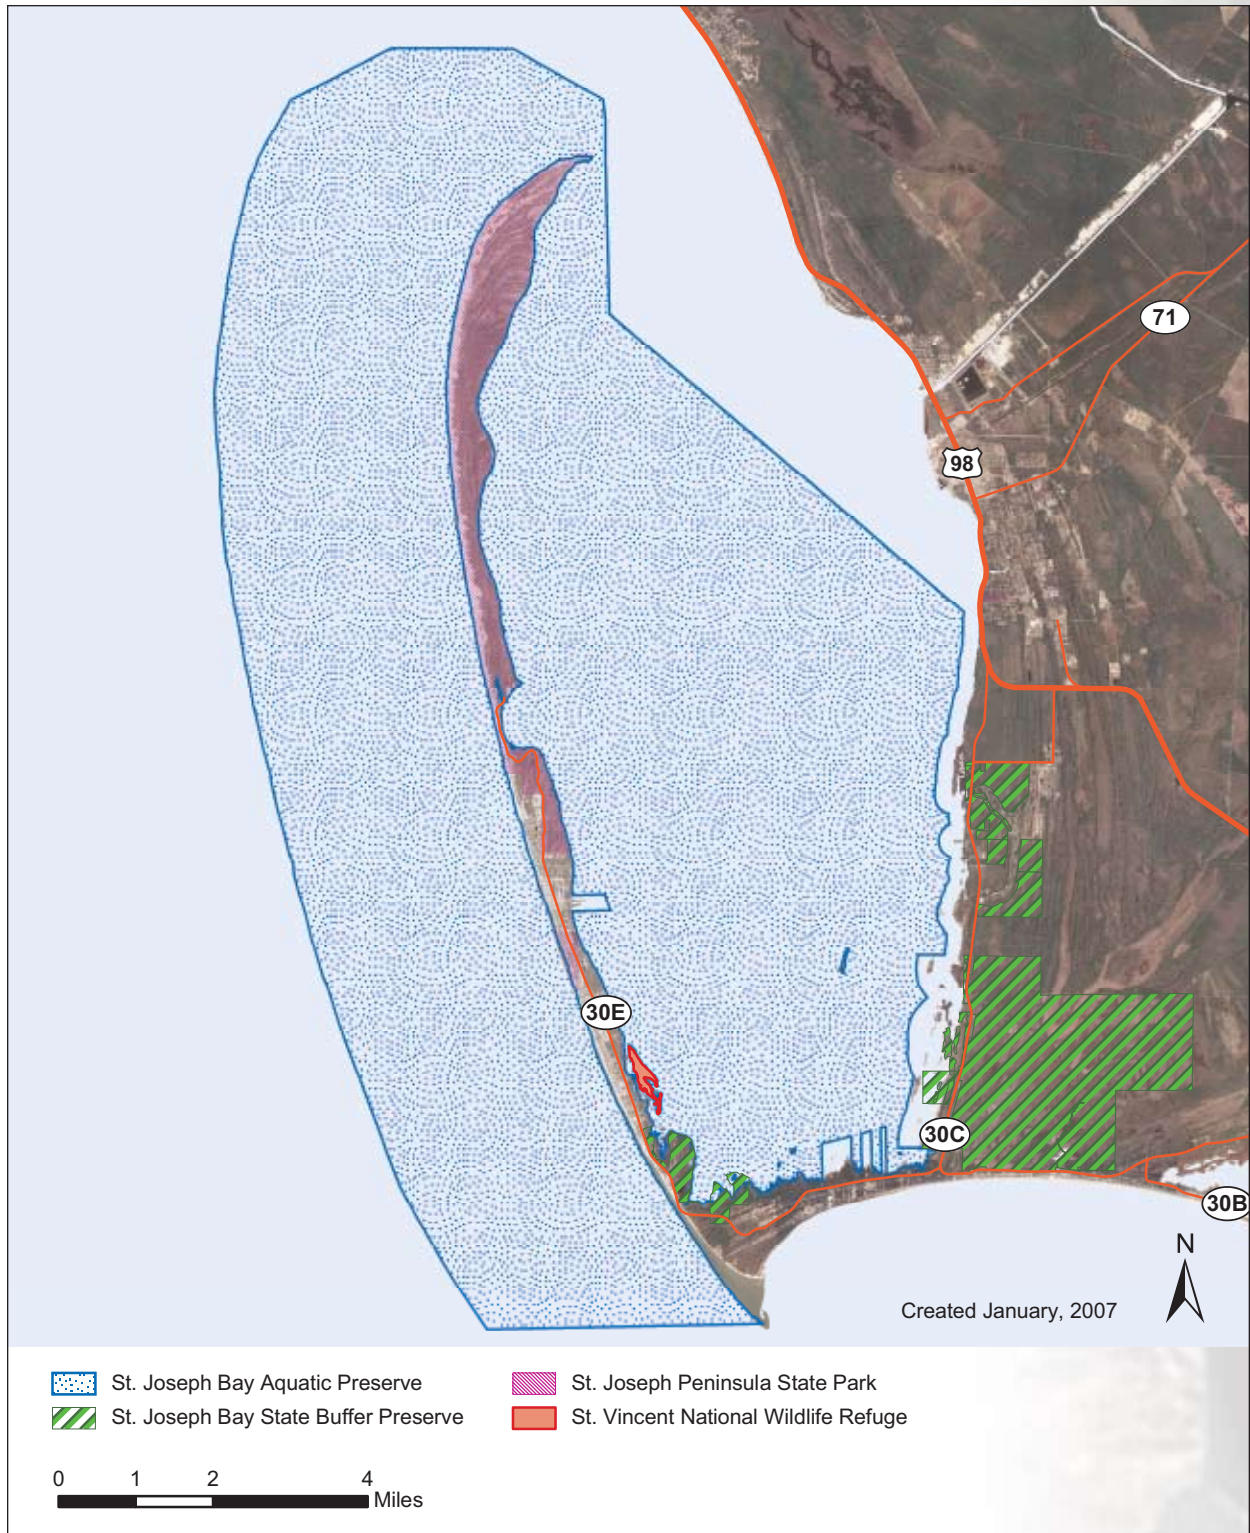 71
98
30E
30C
30B
N
Created January, 2007
St. Joseph Bay Aquatic Preserve
St. Joseph Peninsula State Park
St. Joseph Bay State Buffer Preserve
St. Vincent National Wildlife Refuge
0 1 2 4
Miles